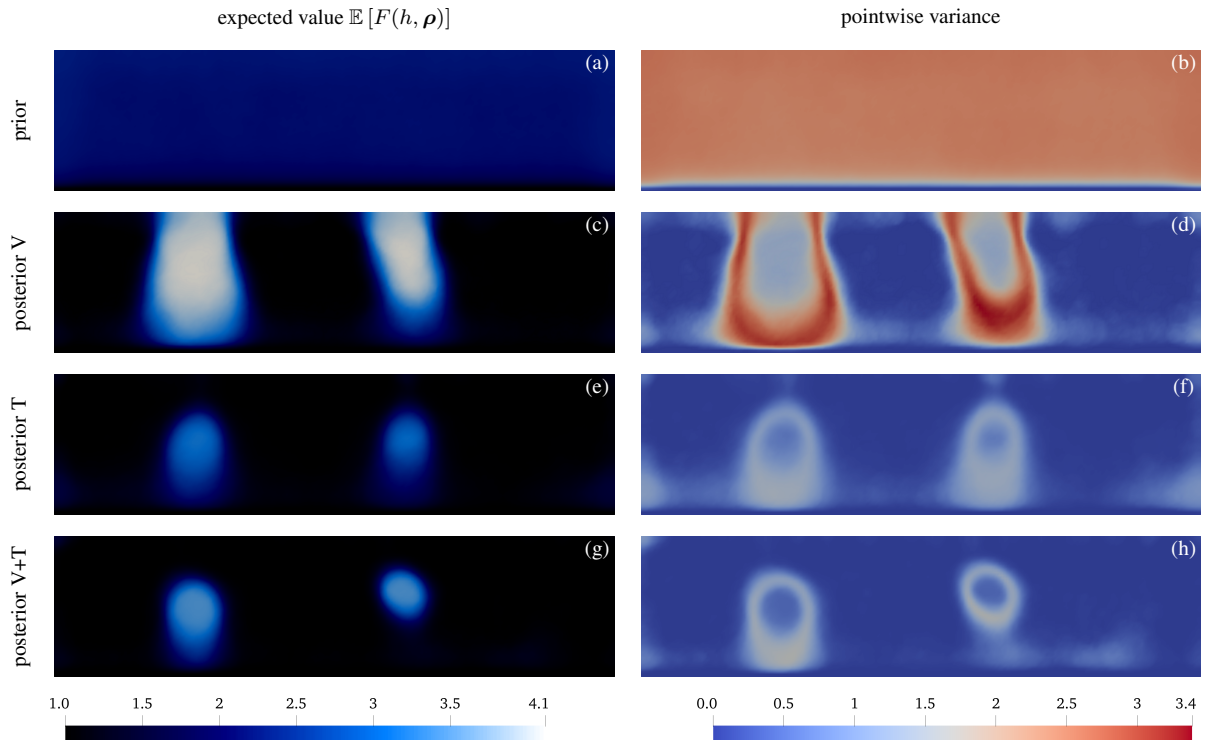 expected value 𝔼 [F(h, ρ)]
pointwise variance
prior
(a)
(b)
posterior V
(c)
(d)
posterior T
(e)
(f)
posterior V+T
(g)
(h)
1.0 1.5 2 2.5 3 3.5 4.1
0.0 0.5 1 1.5 2 2.5 3 3.4